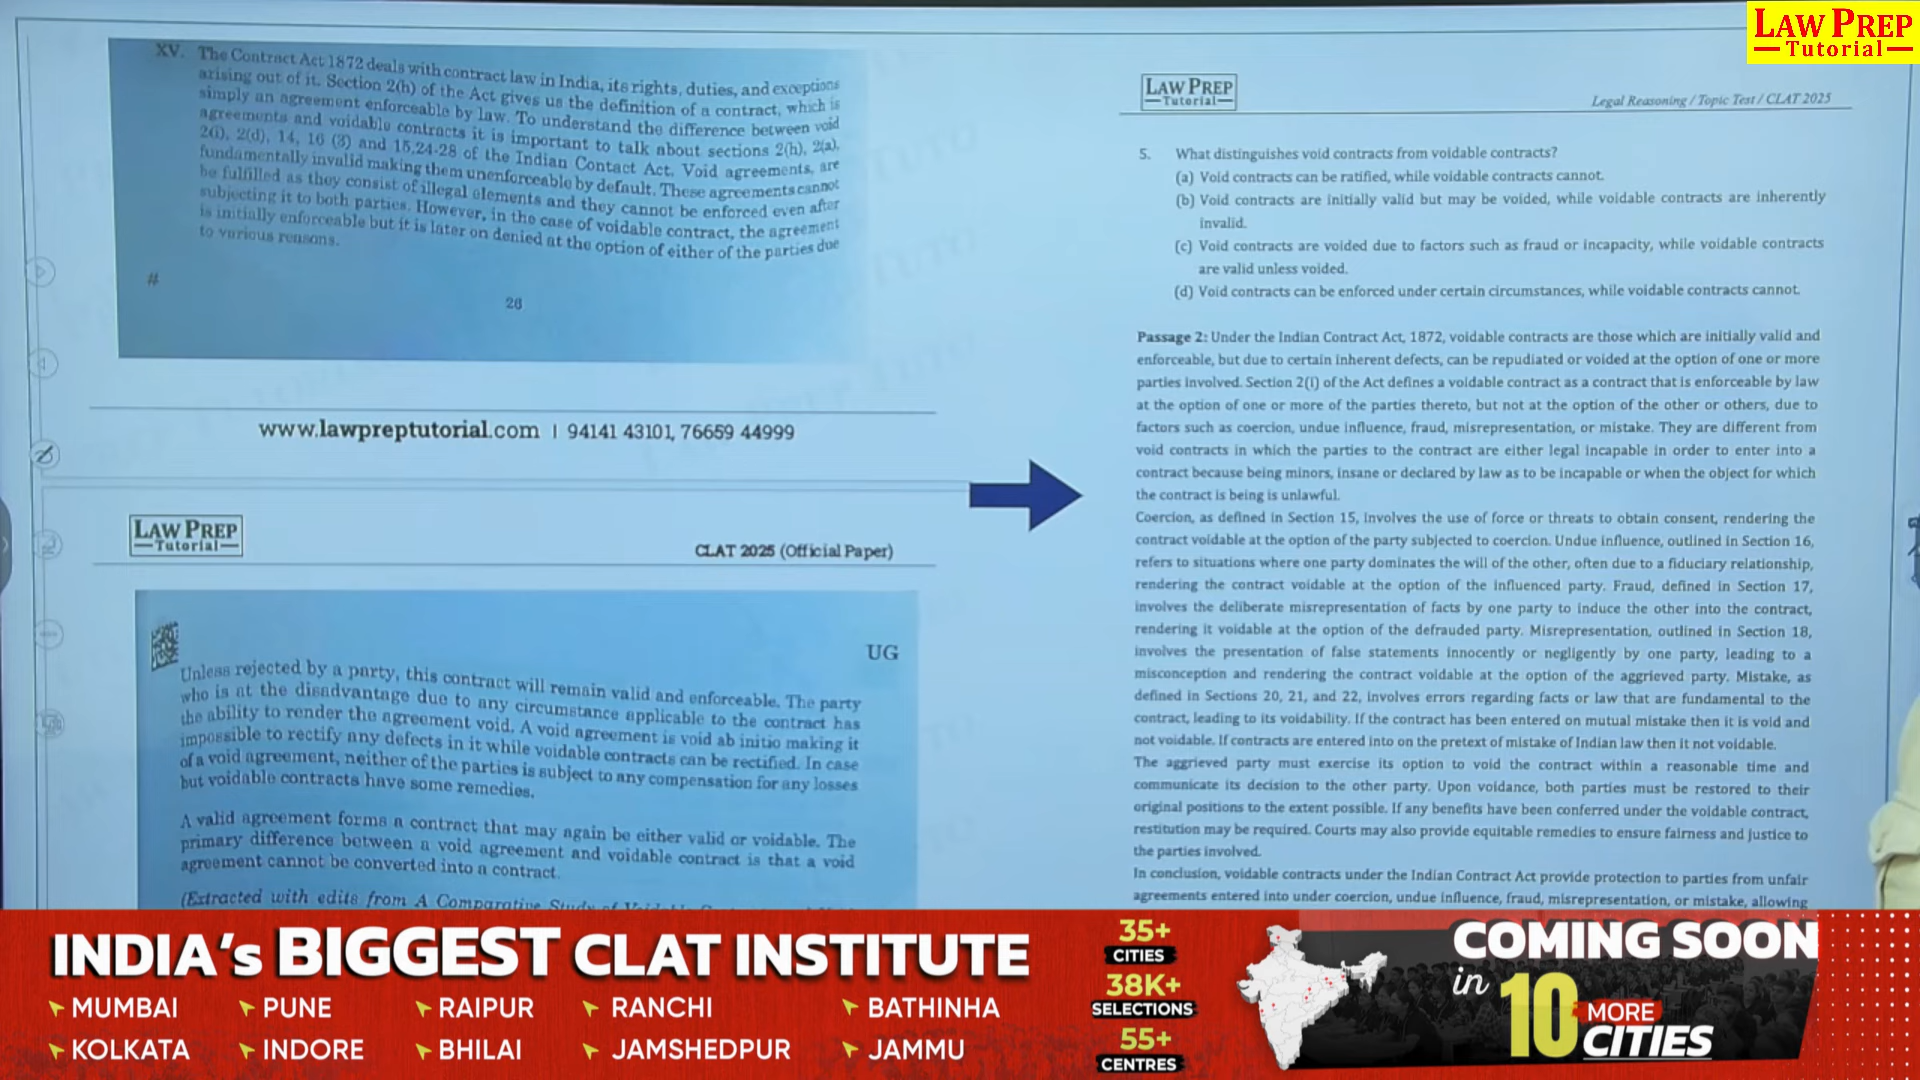 LAW PREP
Tutorial
XV. The Contract Act 1872 deals with contract law in India, its rights, duties, and exceptions
arising out of it. Section 2(h) of the Act gives us the definition of a contract, which is
simply an agreement enforceable by law. To understand the difference between void
agreements and voidable contracts it is important to talk about sections 2(h), 2(a),
2(i), 2(d), 14, 16 (3) and 15,24-28 of the Indian Contact Act. Void agreements, are
fundamentally invalid making them unenforceable by default. These agreements cannot
be fulfilled as they consist of illegal elements and they cannot be enforced even after
subjecting it to both parties. However, in the case of voidable contract, the agreement
is initially enforceable but it is later on denied at the option of either of the parties due
to various reasons.
#
26
www.lawpreptutorial.com | 94141 43101, 76659 44999
LAW PREP
Tutorial
CLAT 2025 (Official Paper)
UG
Unless rejected by a party, this contract will remain valid and enforceable. The party
who is at the disadvantage due to any circumstance applicable to the contract has
the ability to render the agreement void. A void agreement is void ab initio making it
impossible to rectify any defects in it while voidable contracts can be rectified. In case
of a void agreement, neither of the parties is subject to any compensation for any losses
but voidable contracts have some remedies.
A valid agreement forms a contract that may again be either valid or voidable. The
primary difference between a void agreement and voidable contract is that a void
agreement cannot be converted into a contract.
(Extracted with edits from A Comparative Study of
LAW PREP
Tutorial
Legal Reasoning / Topic Test / CLAT 2025
5. What distinguishes void contracts from voidable contracts?
(a) Void contracts can be ratified, while voidable contracts cannot.
(b) Void contracts are initially valid but may be voided, while voidable contracts are inherently
invalid.
(c) Void contracts are voided due to factors such as fraud or incapacity, while voidable contracts
are valid unless voided.
(d) Void contracts can be enforced under certain circumstances, while voidable contracts cannot.
Passage 2: Under the Indian Contract Act, 1872, voidable contracts are those which are initially valid and
enforceable, but due to certain inherent defects, can be repudiated or voided at the option of one or more
parties involved. Section 2(i) of the Act defines a voidable contract as a contract that is enforceable by law
at the option of one or more of the parties thereto, but not at the option of the other or others, due to
factors such as coercion, undue influence, fraud, misrepresentation, or mistake. They are different from
void contracts in which the parties to the contract are either legal incapable in order to enter into a
contract because being minors, insane or declared by law as to be incapable or when the object for which
the contract is being is unlawful.
Coercion, as defined in Section 15, involves the use of force or threats to obtain consent, rendering the
contract voidable at the option of the party subjected to coercion. Undue influence, outlined in Section 16,
refers to situations where one party dominates the will of the other, often due to a fiduciary relationship,
rendering the contract voidable at the option of the influenced party. Fraud, defined in Section 17,
involves the deliberate misrepresentation of facts by one party to induce the other into the contract,
rendering it voidable at the option of the defrauded party. Misrepresentation, outlined in Section 18,
involves the presentation of false statements innocently or negligently by one party, leading to a
misconception and rendering the contract voidable at the option of the aggrieved party. Mistake, as
defined in Sections 20, 21, and 22, involves errors regarding facts or law that are fundamental to the
contract, leading to its voidability. If the contract has been entered into on mutual mistake then it is void and
not voidable. If contracts are entered into on the pretext of mistake of Indian law then it not voidable.
The aggrieved party must exercise its option to void the contract within a reasonable time and
communicate its decision to the other party. Upon voidance, both parties must be restored to their
original positions to the extent possible. If any benefits have been conferred under the voidable contract,
restitution may be required. Courts may also provide equitable remedies to ensure fairness and justice to
the parties involved.
In conclusion, voidable contracts under the Indian Contract Act provide protection to parties from unfair
agreements entered into under coercion, undue influence, fraud, misrepresentation, or mistake, allowing
INDIA's BIGGEST CLAT INSTITUTE
MUMBAI PUNE RAIPUR RANCHI BATHINHA
KOLKATA INDORE BHILAI JAMSHEDPUR JAMMU
35+
CITIES
38K+
SELECTIONS
55+
CENTRES
COMING SOON
in 10 MORE
CITIES